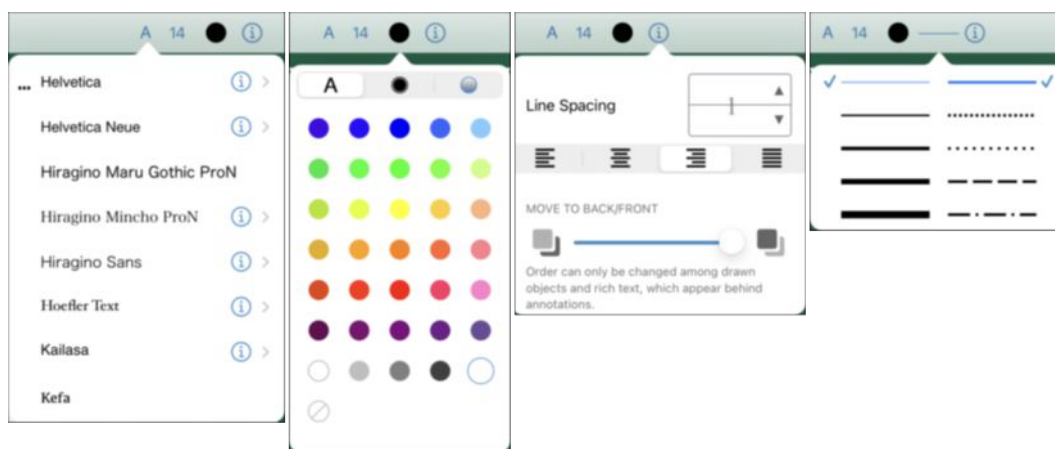 A 14
Helvetica
Helvetica Neue
Hiragino Maru Gothic ProN
Hiragino Mincho ProN
Hiragino Sans
Hoefler Text
Kailasa
Kefa
A 14
A
A 14
Line Spacing
1
MOVE TO BACK/FRONT
Order can only be changed among drawn
objects and rich text, which appear behind
annotations.
A 14